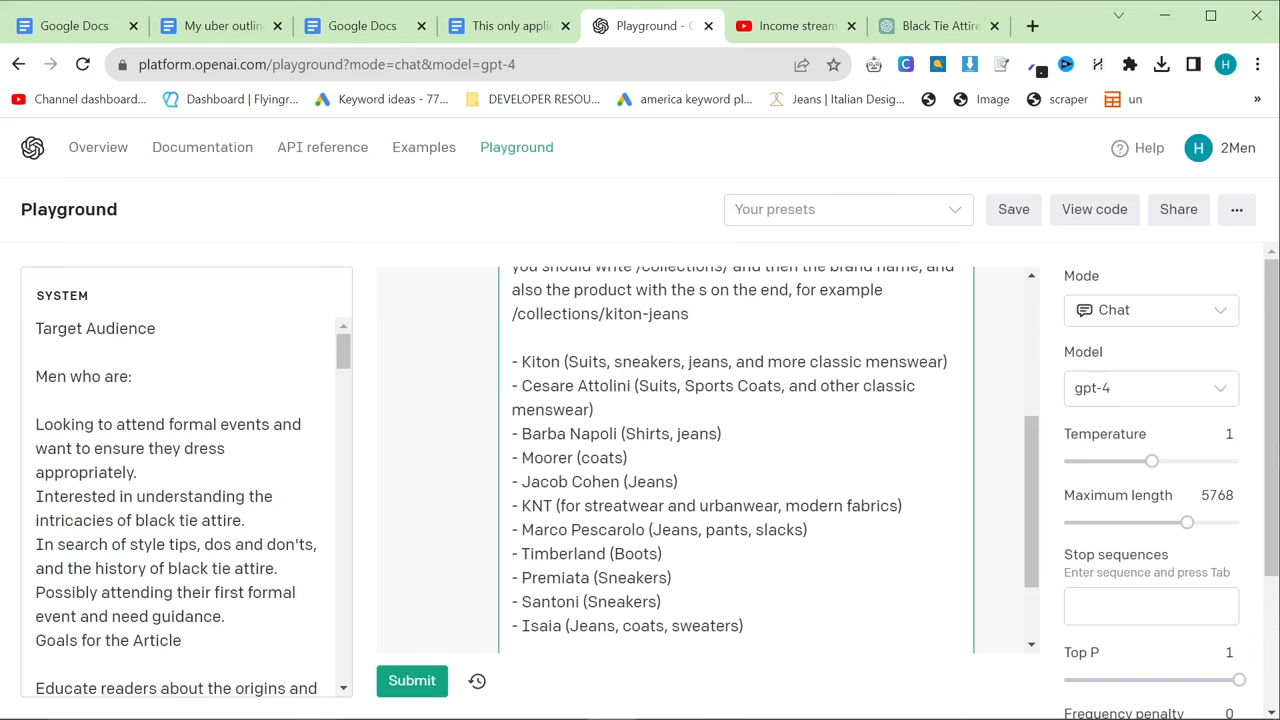 Google Docs
My uber outlin
Google Docs
This only appli
Playground - C
Income stream
Black Tie Attire
platform.openai.com/playground?mode=chat&model=gpt-4
H
Channel dashboard...
Dashboard | Flyingr...
Keyword ideas - 77...
DEVELOPER RESOU...
america keyword pl...
Jeans | Italian Desig...
Image
scraper
un
»
Overview
Documentation
API reference
Examples
Playground
Help
H
2Men
Playground
Your presets
Save
View code
Share
...
SYSTEM
Target Audience
Men who are:
Looking to attend formal events and
want to ensure they dress
appropriately.
Interested in understanding the
intricacies of black tie attire.
In search of style tips, dos and don'ts,
and the history of black tie attire.
Possibly attending their first formal
event and need guidance.
Goals for the Article
Educate readers about the origins and
you should write /collections/ and then the brand name, and
also the product with the s on the end, for example
/collections/kiton-jeans
- Kiton (Suits, sneakers, jeans, and more classic menswear)
- Cesare Attolini (Suits, Sports Coats, and other classic
menswear)
- Barba Napoli (Shirts, jeans)
- Moorer (coats)
- Jacob Cohen (Jeans)
- KNT (for streatwear and urbanwear, modern fabrics)
- Marco Pescarolo (Jeans, pants, slacks)
- Timberland (Boots)
- Premiata (Sneakers)
- Santoni (Sneakers)
- Isaia (Jeans, coats, sweaters)
Submit
Mode
Chat
Model
gpt-4
Temperature 1
Maximum length 5768
Stop sequences
Enter sequence and press Tab
Top P 1
Frequency penalty 0